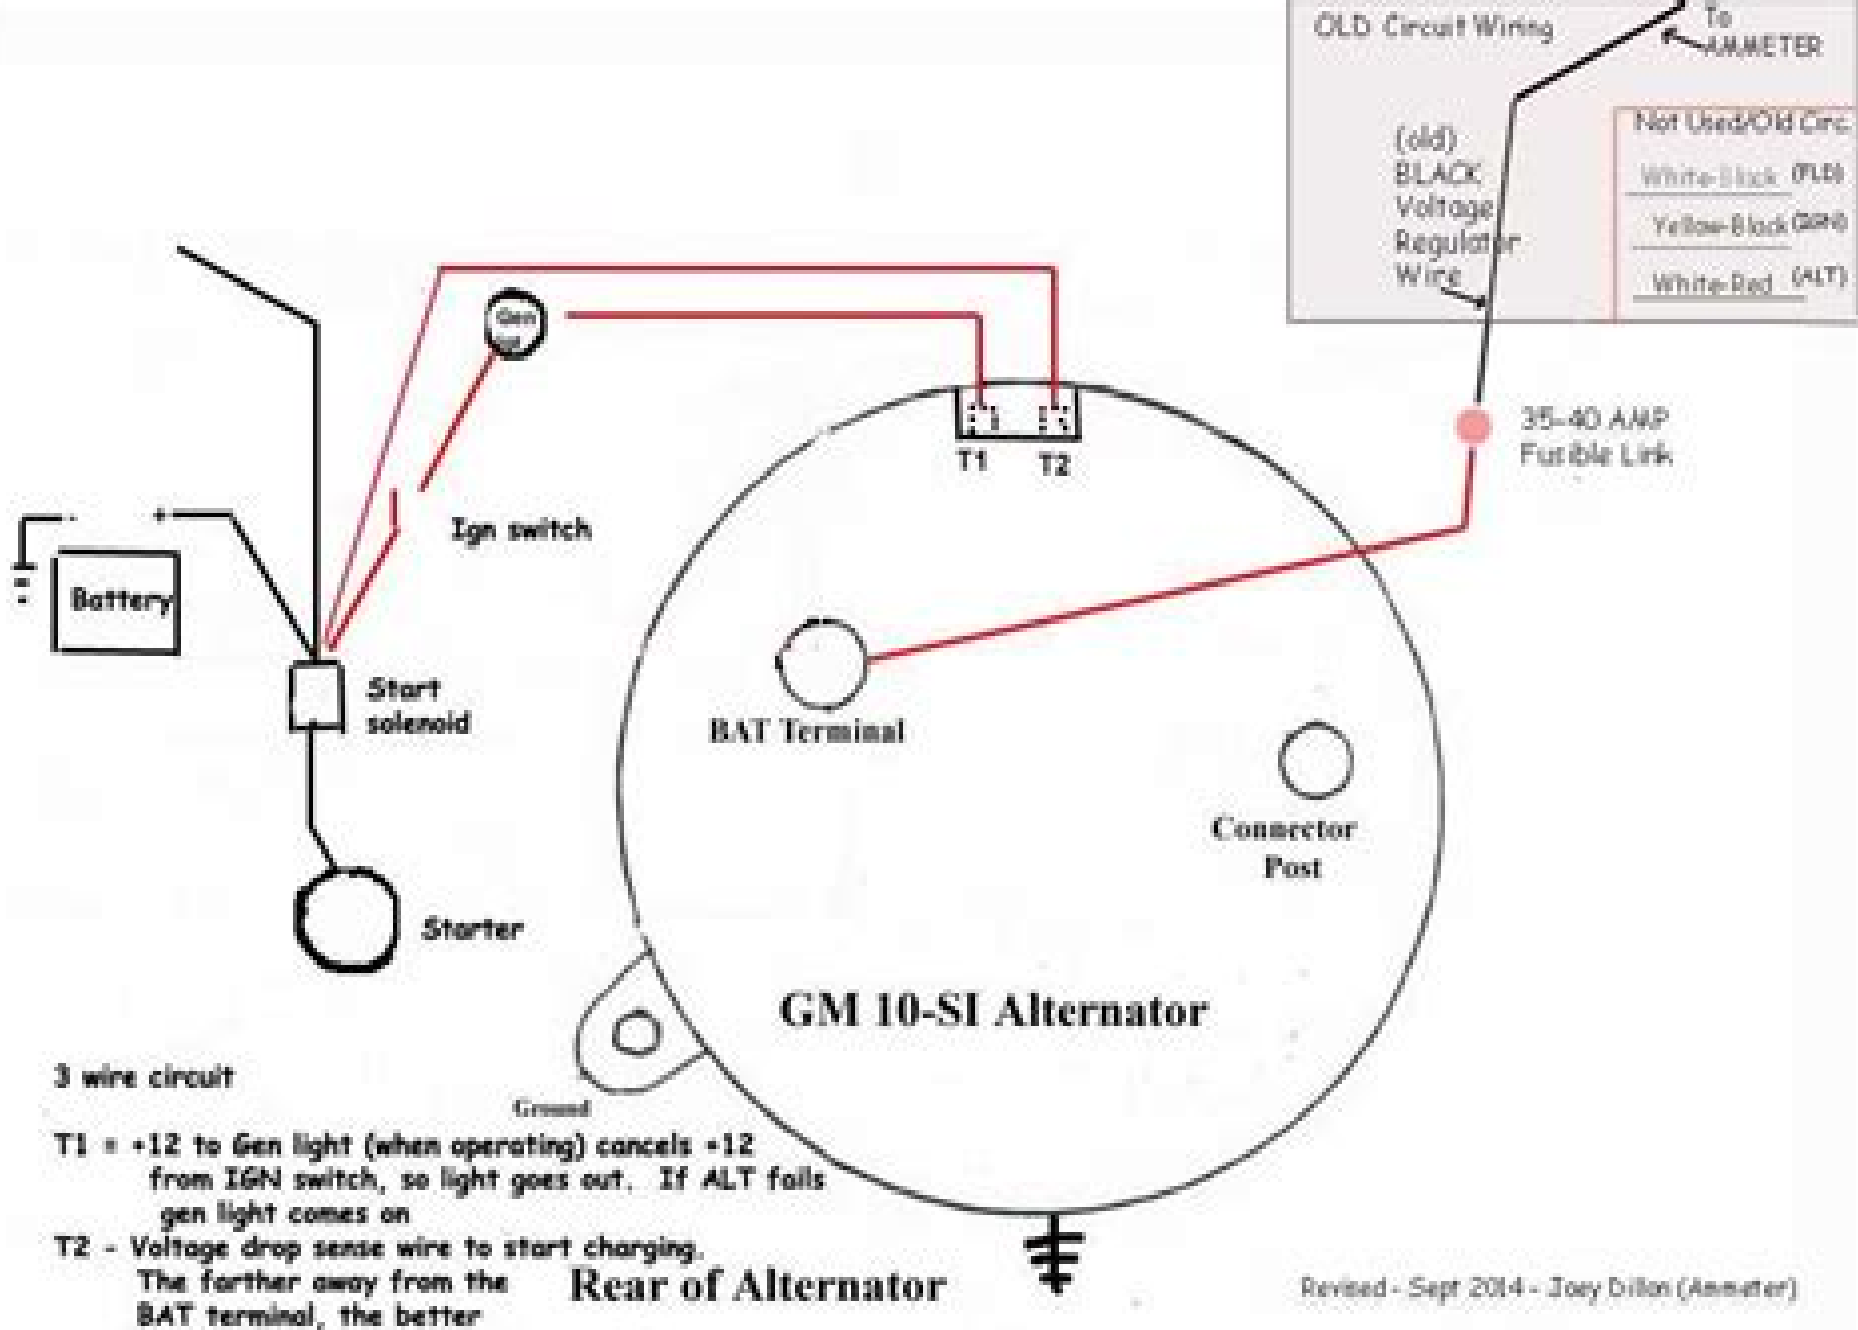 OLD Circuit Wiring
To
AMMETER
(old)
BLACK
Voltage
Regulator
Wire
Not Used/Old Circ
White-Black (FLD)
Yellow-Black
White-Red (ALT)
35-40 AMP
Fusible Link
Gen
T1 T2
Ign switch
- +
Battery
Start
solenoid
BAT Terminal
Connector
Post
Starter
GM 10-SI Alternator
Ground
3 wire circuit
T1 = +12 to Gen light (when operating) cancels +12
from IGN switch, so light goes out. If ALT fails
gen light comes on
T2 - Voltage drop sense wire to start charging.
The farther away from the
BAT terminal, the better
Rear of Alternator
Revised - Sept 2014 - Joey Dillon (Ammeter)